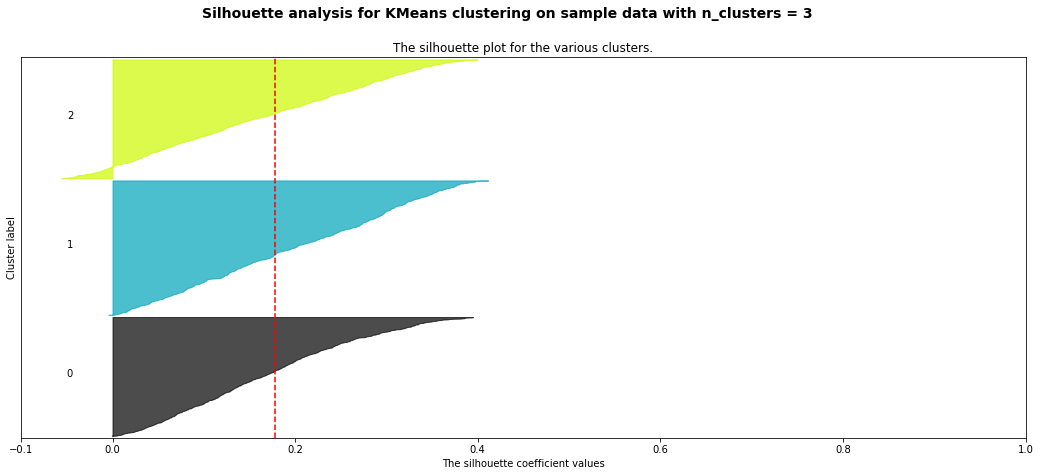 Silhouette analysis for KMeans clustering on sample data with n_clusters = 3
The silhouette plot for the various clusters.
2
1
0
Cluster label
−0.1 0.0 0.2 0.4 0.6 0.8 1.0
The silhouette coefficient values